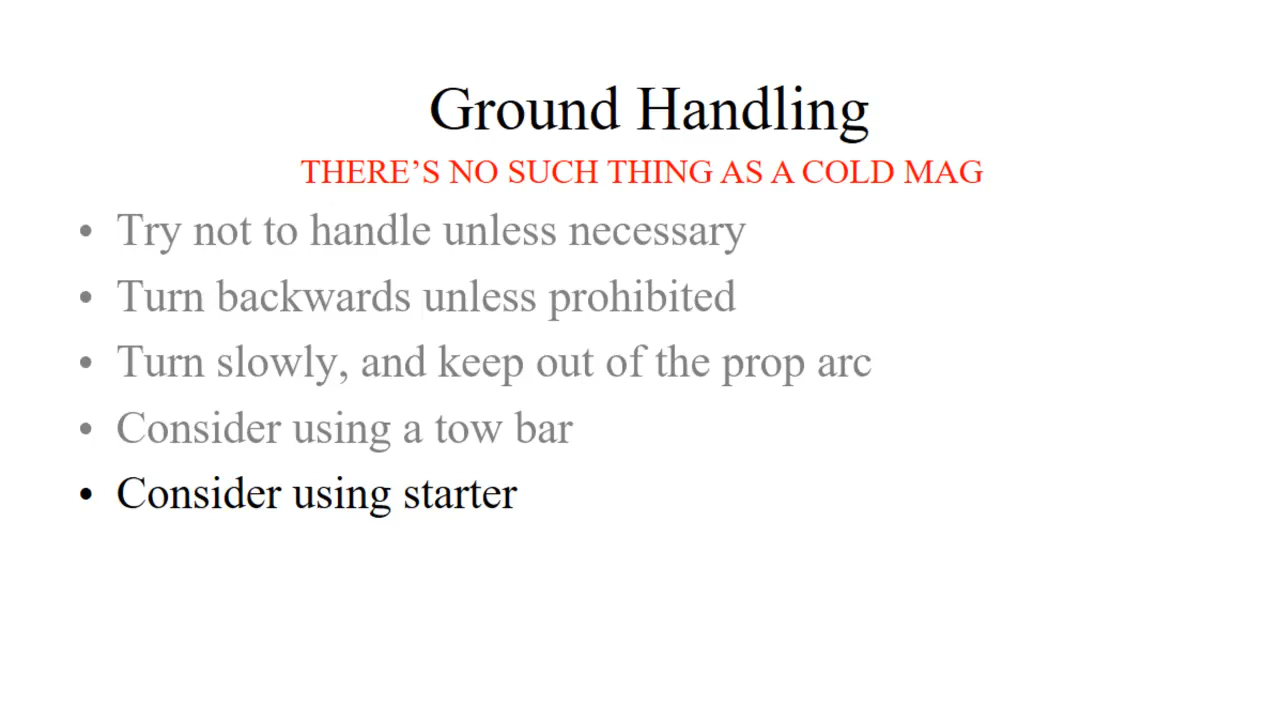 Ground Handling
THERE’S NO SUCH THING AS A COLD MAG
• Try not to handle unless necessary
• Turn backwards unless prohibited
• Turn slowly, and keep out of the prop arc
• Consider using a tow bar
• Consider using starter